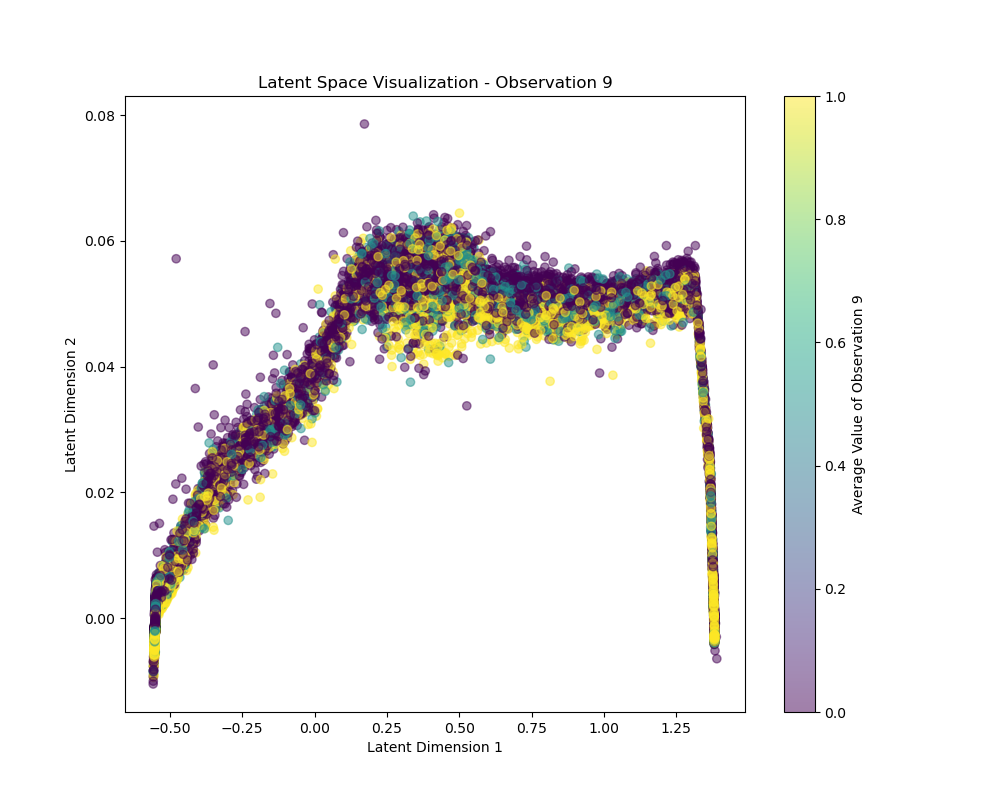 Latent Space Visualization - Observation 9
0.08
0.06
0.04
0.02
0.00
Latent Dimension 2
−0.50 −0.25 0.00 0.25 0.50 0.75 1.00 1.25
Latent Dimension 1
1.0
0.8
0.6
0.4
0.2
0.0
Average Value of Observation 9